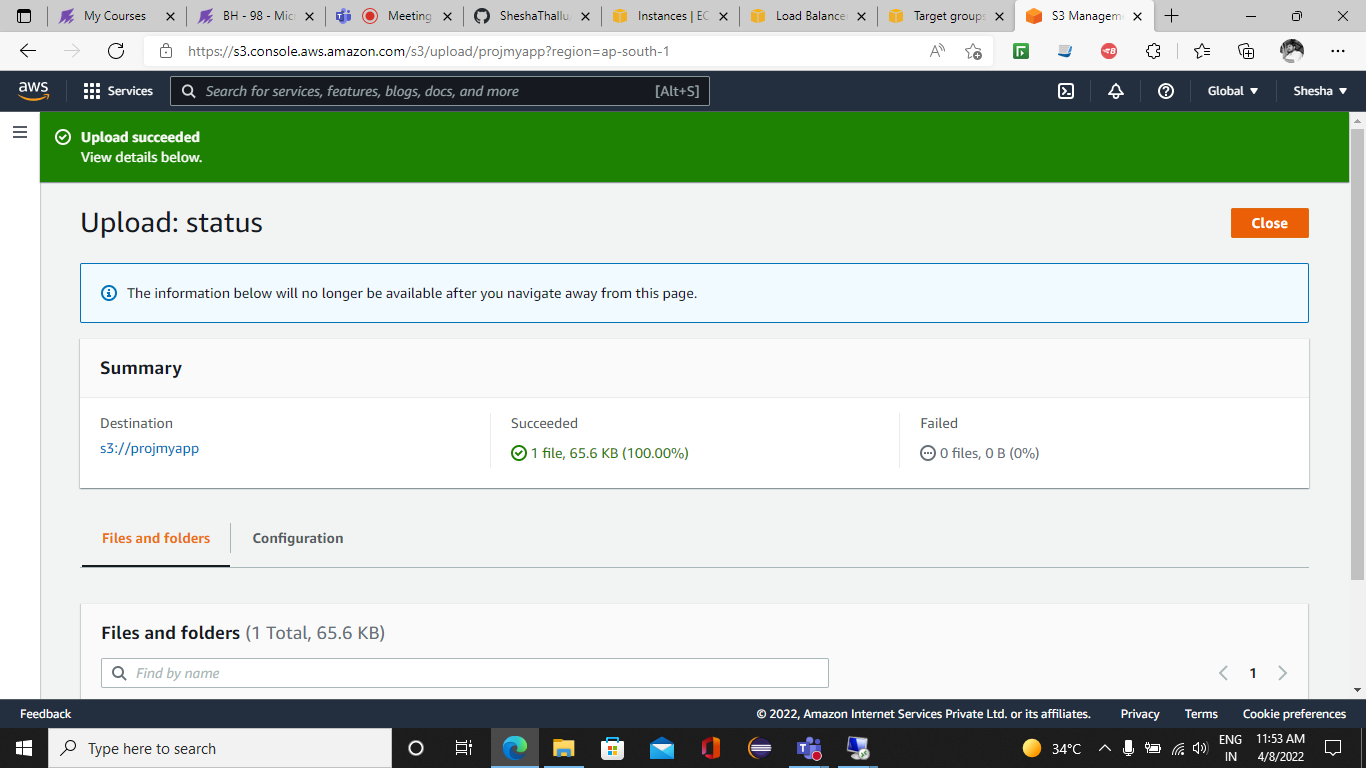 My Courses
BH - 98 - Mic
Meeting
SheshaThallu
Instances | EC
Load Balance
Target groups
S3 Managem
https://s3.console.aws.amazon.com/s3/upload/projmyapp?region=ap-south-1
aws
Services
Search for services, features, blogs, docs, and more
[Alt+S]
Global
Shesha
Upload succeeded
View details below.
Upload: status
Close
The information below will no longer be available after you navigate away from this page.
Summary
Destination
s3://projmyapp
Succeeded
1 file, 65.6 KB (100.00%)
Failed
0 files, 0 B (0%)
Files and folders
Configuration
Files and folders (1 Total, 65.6 KB)
Find by name
1
Feedback
© 2022, Amazon Internet Services Private Ltd. or its affiliates.
Privacy
Terms
Cookie preferences
Type here to search
34°C
ENG
IN
11:53 AM
4/8/2022